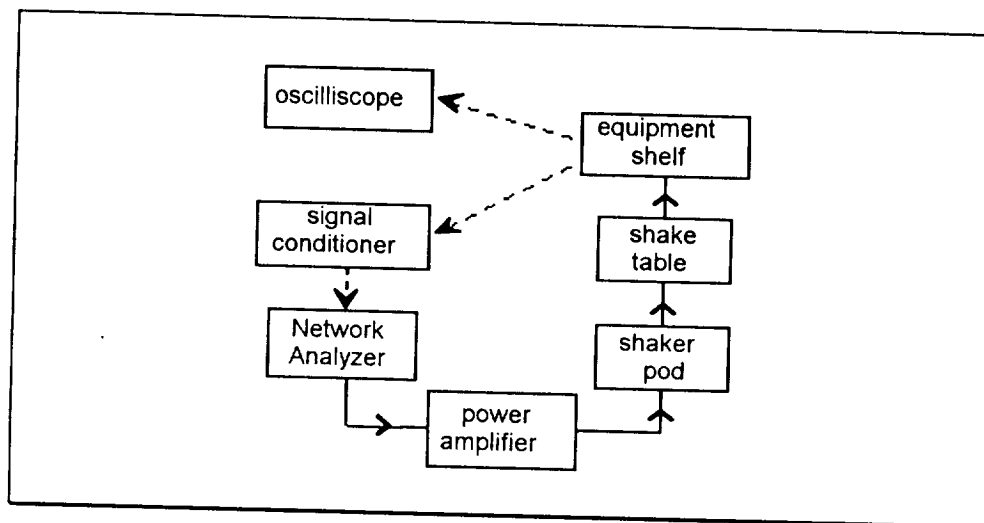 oscilliscope
equipment
shelf
signal
conditioner
shake
table
Network
Analyzer
shaker
pod
power
amplifier